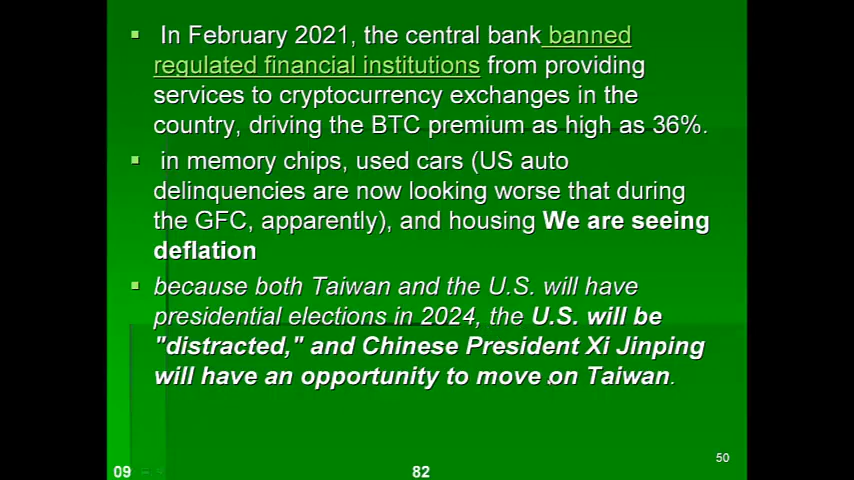 In February 2021, the central bank banned
regulated financial institutions from providing
services to cryptocurrency exchanges in the
country, driving the BTC premium as high as 36%.
in memory chips, used cars (US auto
delinquencies are now looking worse that during
the GFC, apparently), and housing We are seeing
deflation
because both Taiwan and the U.S. will have
presidential elections in 2024, the U.S. will be
"distracted," and Chinese President Xi Jinping
will have an opportunity to move on Taiwan.
50
09
82